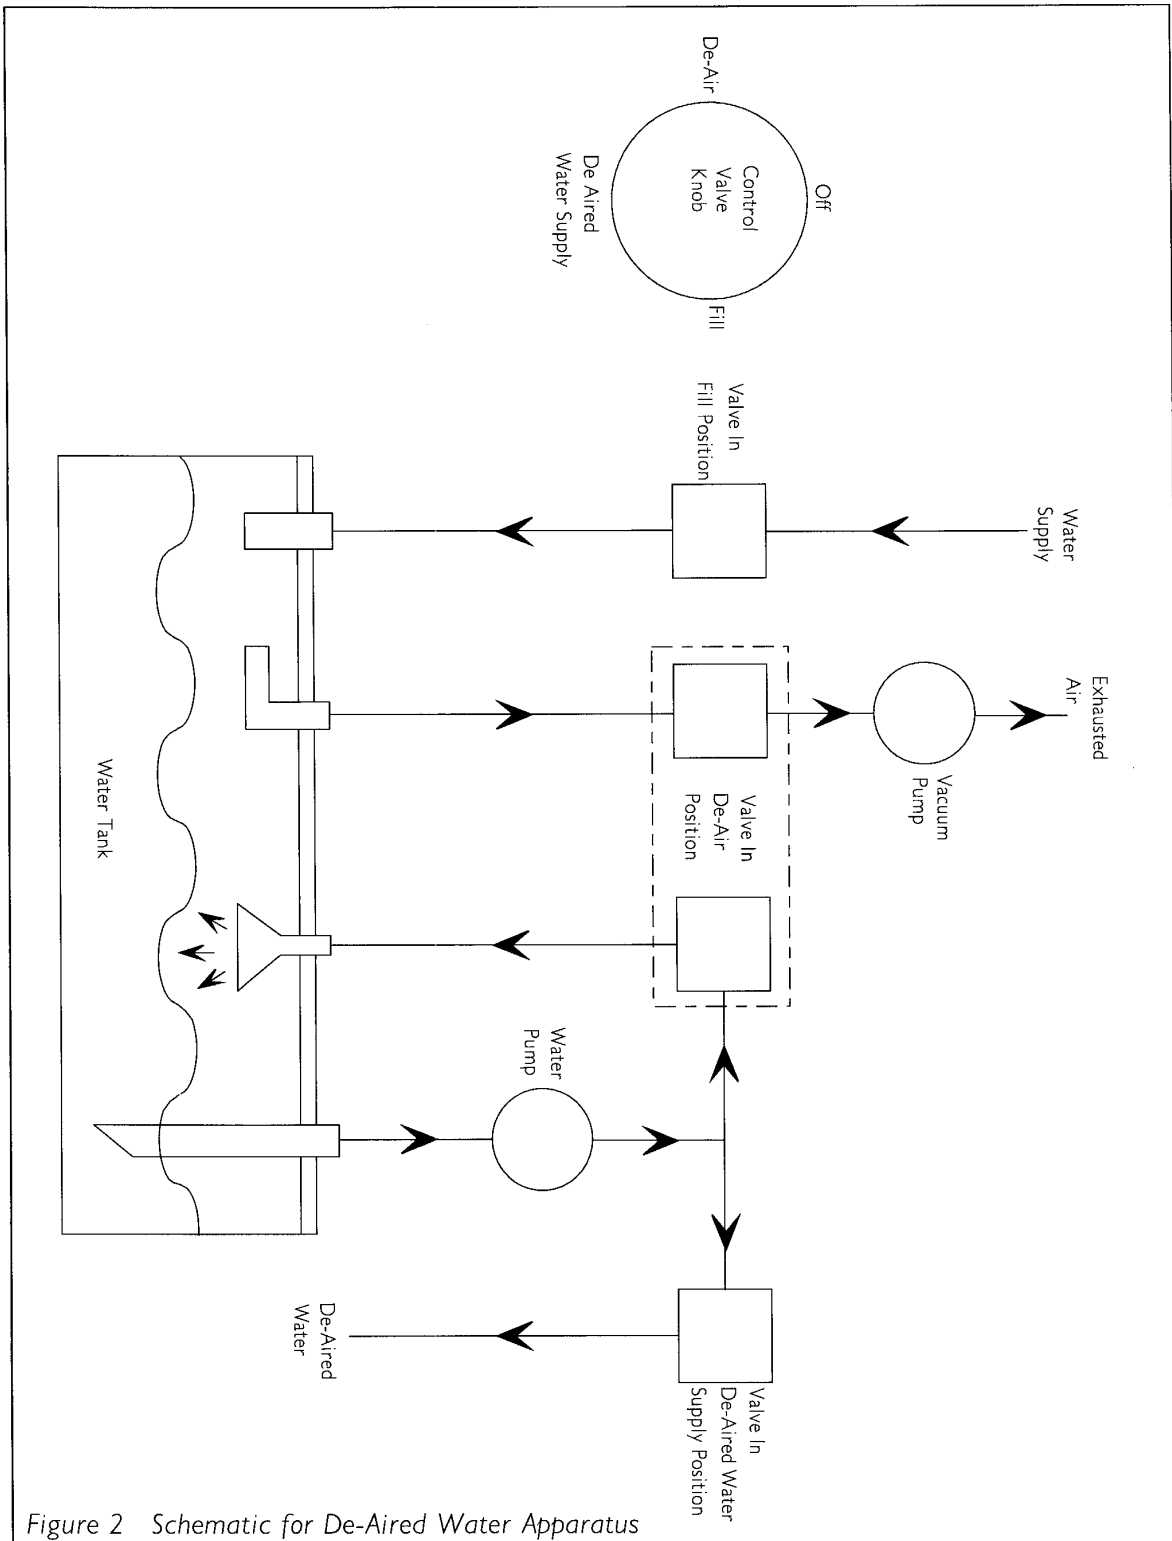 De-Air
Off
Control
Valve
Knob
Fill
De Aired
Water Supply
Water
Supply
Valve In
Fill Position
Exhausted
Air
Vacuum
Pump
Valve In
De-Air
Position
Water
Pump
Valve In
De-Aired Water
Supply Position
De-Aired
Water
Water Tank
Figure 2 Schematic for De-Aired Water Apparatus